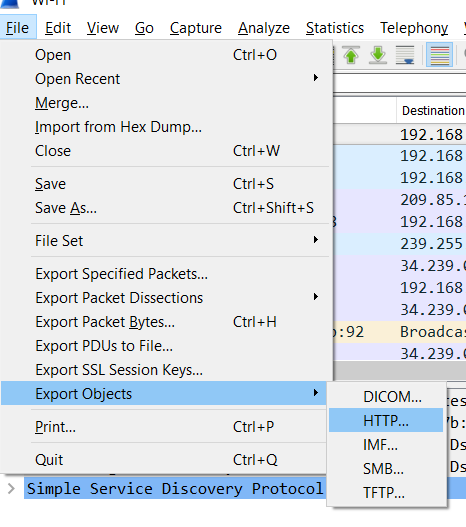 Wi-Fi
File Edit View Go Capture Analyze Statistics Telephony
Open Ctrl+O
Open Recent
Merge...
Import from Hex Dump...
Close Ctrl+W
Save Ctrl+S
Save As... Ctrl+Shift+S
File Set
Export Specified Packets...
Export Packet Dissections
Export Packet Bytes... Ctrl+H
Export PDUs to File...
Export SSL Session Keys...
Export Objects
Print... Ctrl+P
Quit Ctrl+Q
Destination
192.168
192.168
192.168
209.85.1
192.168
239.255
34.239.0
192.168
34.239.0
:92 Broadcas
34.239.0
DICOM...
HTTP...
IMF...
SMB...
TFTP...
Simple Service Discovery Protocol